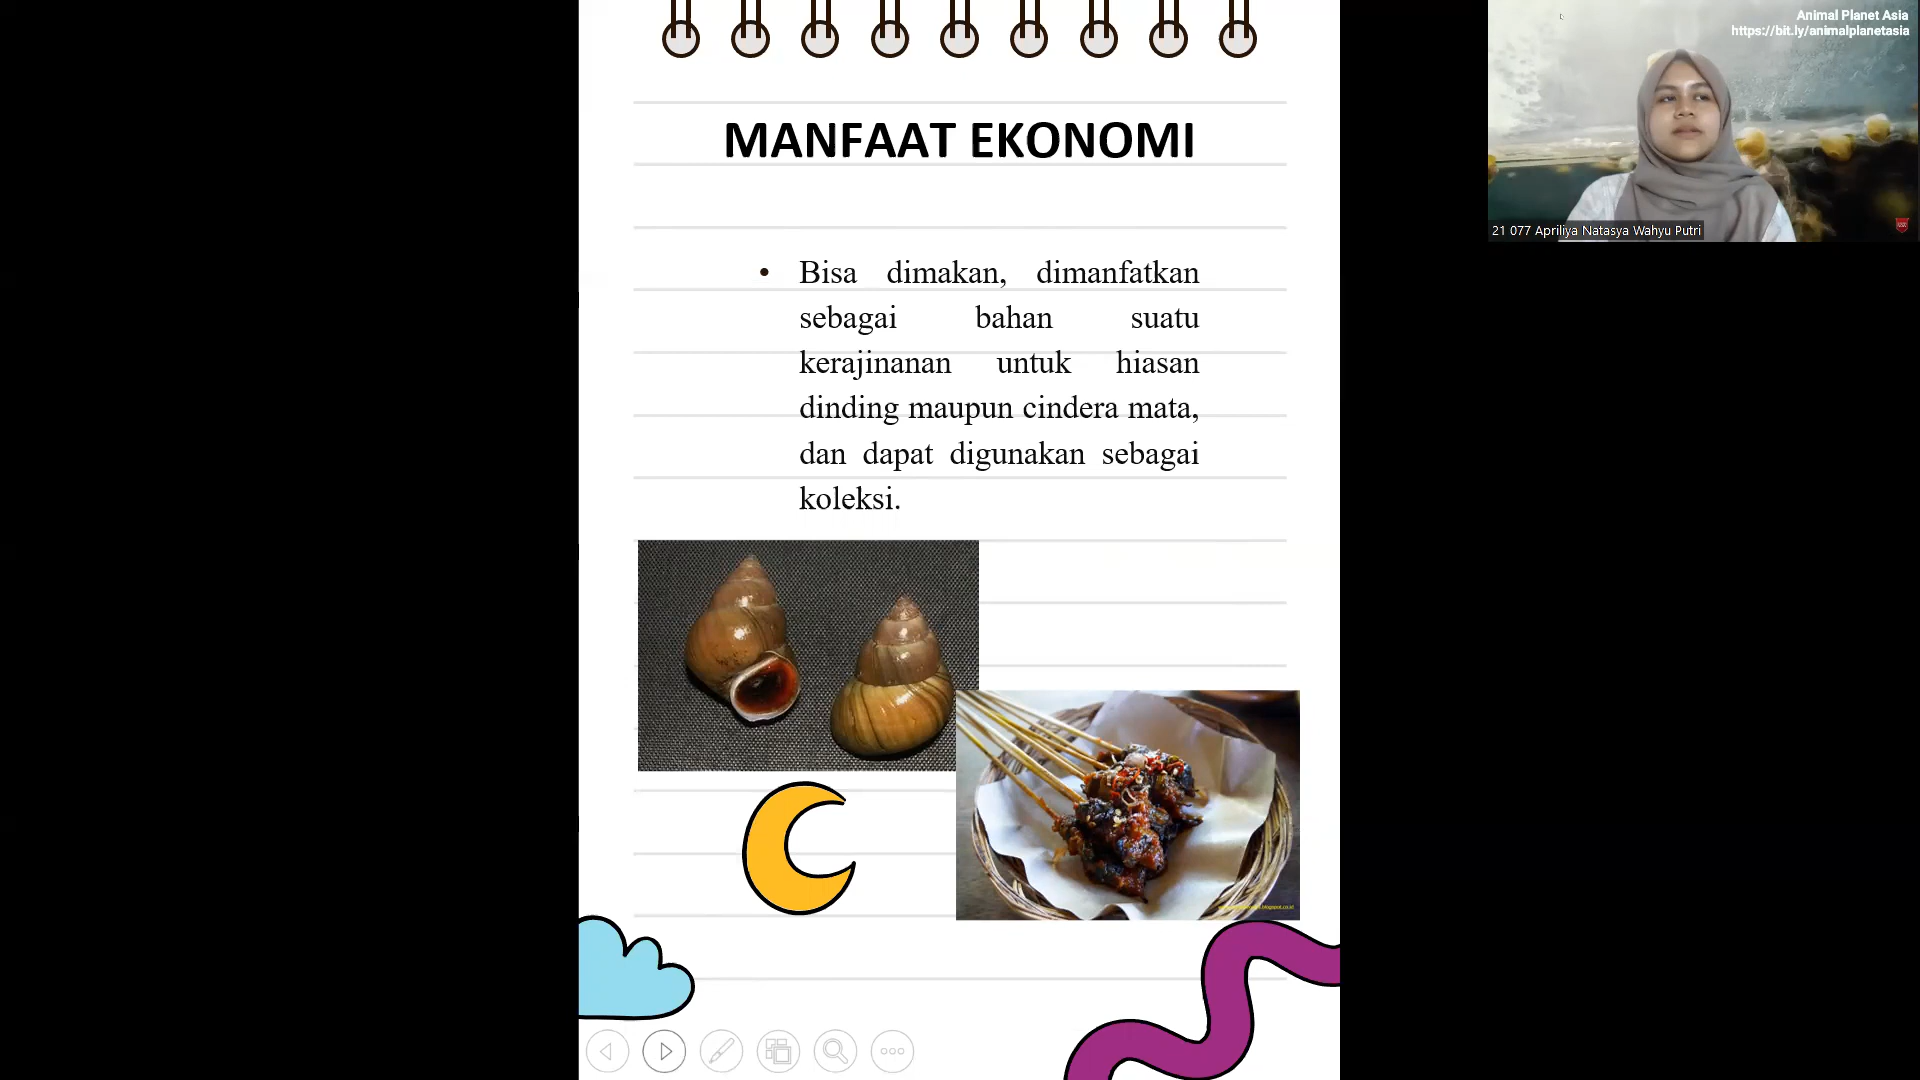 Animal Planet Asia
https://bit.ly/animalplanetasia
21 077 Apriliya Natasya Wahyu Putri
MANFAAT EKONOMI
• Bisa dimakan, dimanfatkan
sebagai bahan suatu
kerajinanan untuk hiasan
dinding maupun cindera mata,
dan dapat digunakan sebagai
koleksi.